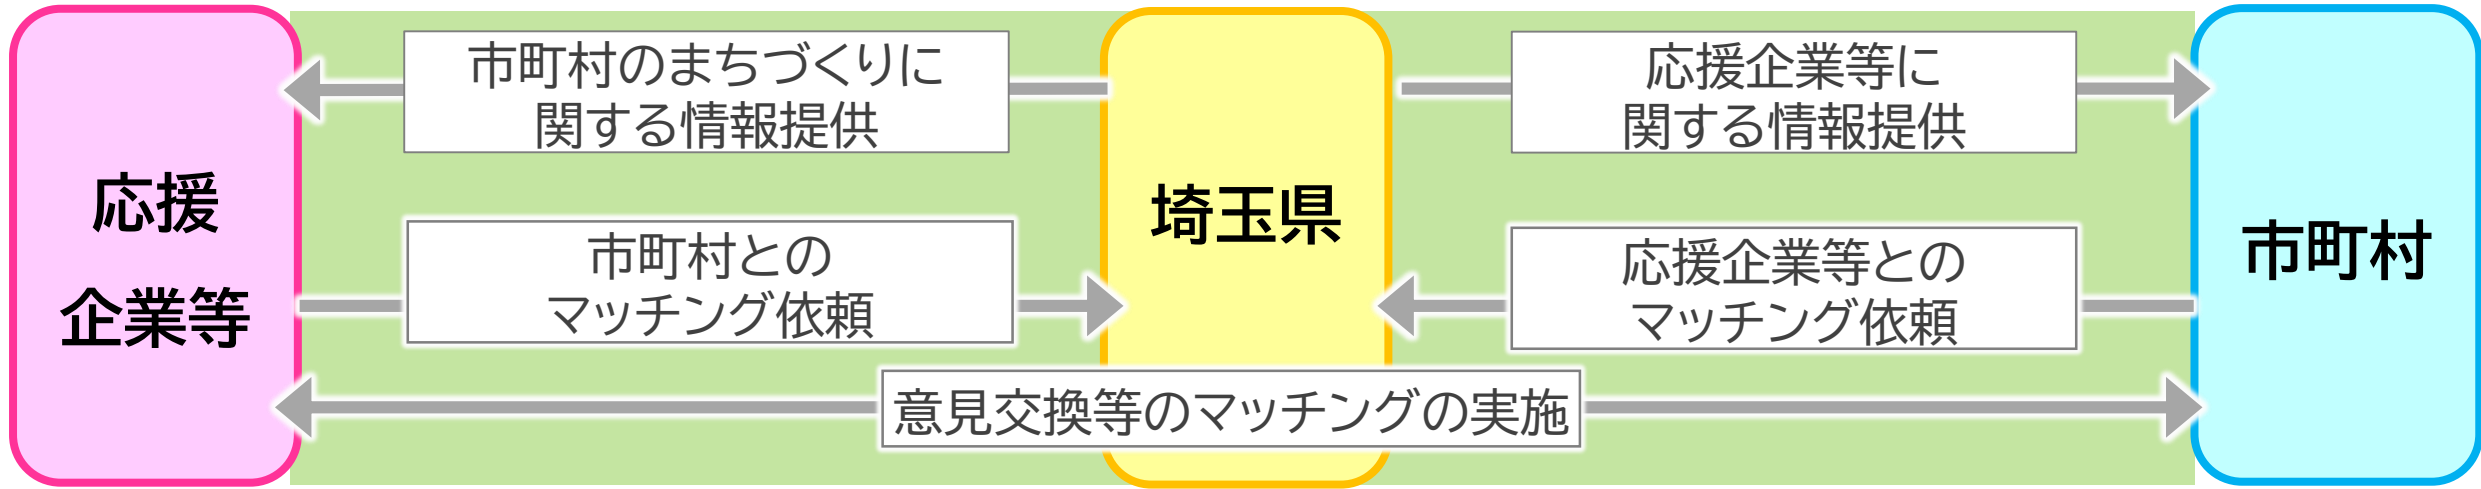 応援
企業等
市町村のまちづくりに
関する情報提供
市町村との
マッチング依頼
埼玉県
応援企業等に
関する情報提供
応援企業等との
マッチング依頼
意見交換等のマッチングの実施
市町村